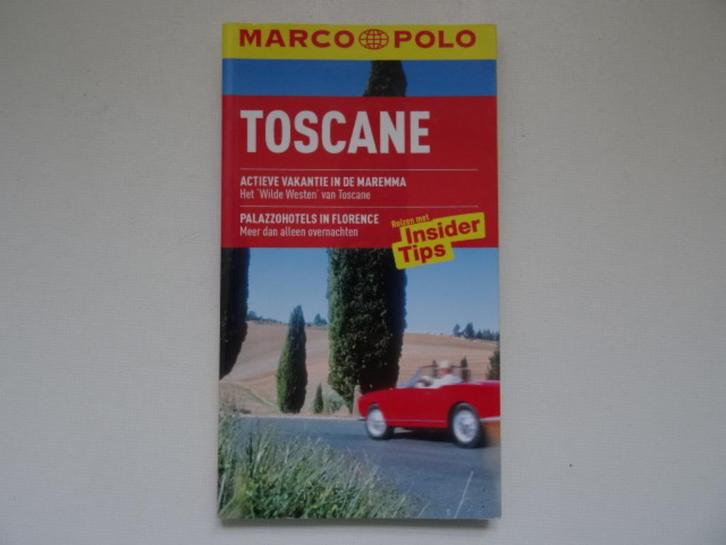 MARCO POLO
TOSCANE
ACTIEVE VAKANTIE IN DE MAREMMA
Het 'Wilde Westen' van Toscane
PALAZZOHOTELS IN FLORENCE
Meer dan alleen overnachten
Reizen met
Insider
Tips